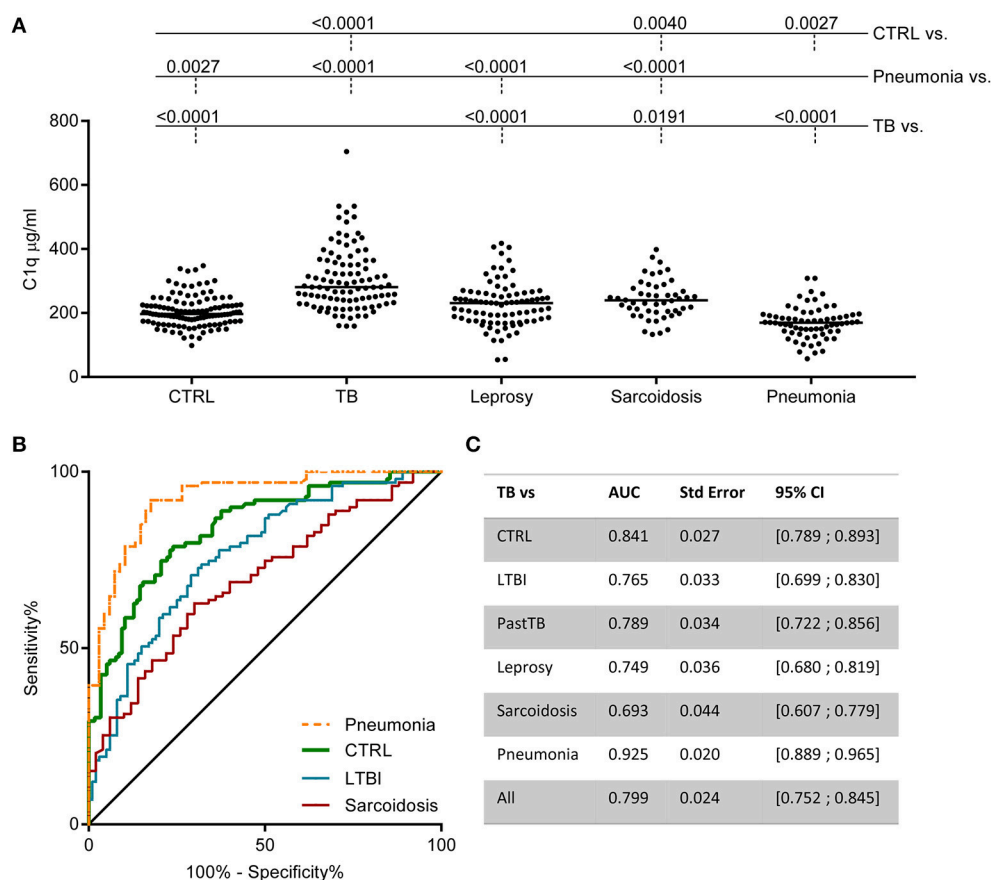 A
<0.0001 0.0040 0.0027 CTRL vs.
0.0027 <0.0001 <0.0001 <0.0001 Pneumonia vs.
<0.0001 <0.0001 0.0191 <0.0001 TB vs.
800
600
400
200
0
C1q µg/ml
CTRL TB Leprosy Sarcoidosis Pneumonia
B
100
50
0
Sensitivity%
Pneumonia
CTRL
LTBI
Sarcoidosis
0 50 100
100% - Specificity%
C
TB vs AUC Std Error 95% CI
CTRL 0.841 0.027 [0.789 ; 0.893]
LTBI 0.765 0.033 [0.699 ; 0.830]
PastTB 0.789 0.034 [0.722 ; 0.856]
Leprosy 0.749 0.036 [0.680 ; 0.819]
Sarcoidosis 0.693 0.044 [0.607 ; 0.779]
Pneumonia 0.925 0.020 [0.889 ; 0.965]
All 0.799 0.024 [0.752 ; 0.845]